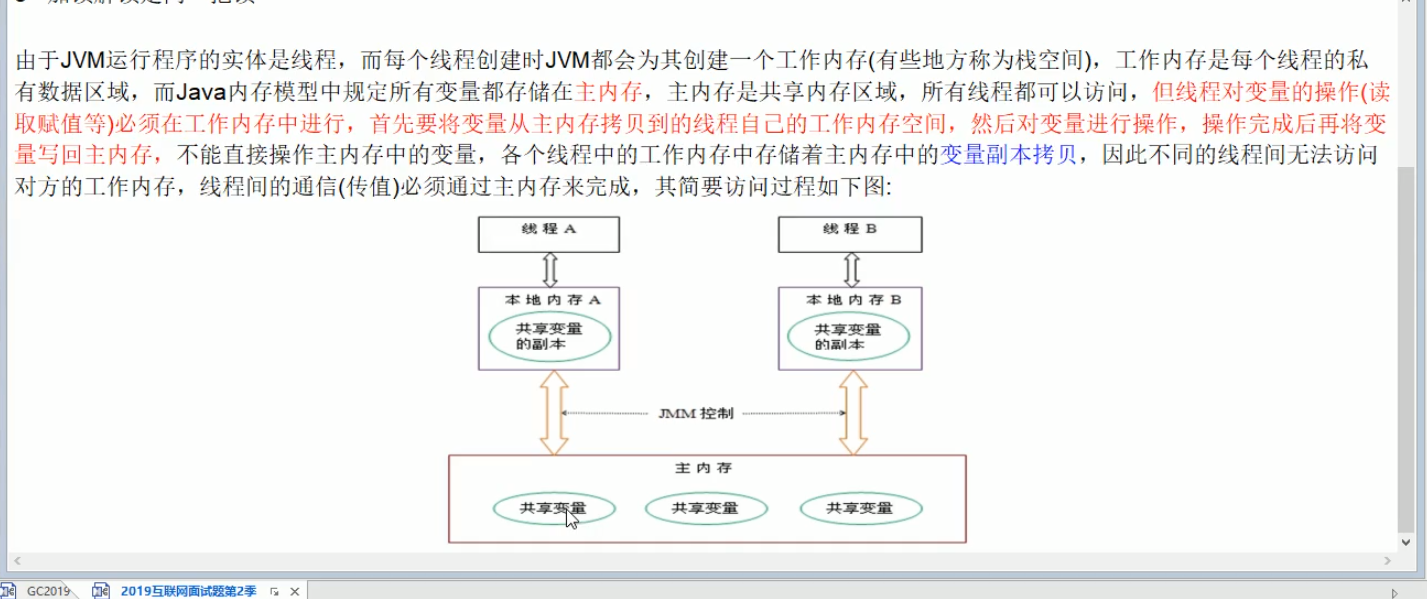 由于JVM运行程序的实体是线程，而每个线程创建时JVM都会为其创建一个工作内存(有些地方称为栈空间)，工作内存是每个线程的私
有数据区域，而Java内存模型中规定所有变量都存储在主内存，主内存是共享内存区域，所有线程都可以访问，但线程对变量的操作(读
取赋值等)必须在工作内存中进行，首先要将变量从主内存拷贝到的线程自己的工作内存空间，然后对变量进行操作，操作完成后再将变
量写回主内存，不能直接操作主内存中的变量，各个线程中的工作内存中存储着主内存中的变量副本拷贝，因此不同的线程间无法访问
对方的工作内存，线程间的通信(传值)必须通过主内存来完成，其简要访问过程如下图:
线程A 线程B
本地内存A 本地内存B
共享变量 共享变量
的副本 的副本
JMM 控制
主内存
共享变量 共享变量 共享变量
GC2019 2019互联网面试题第2季